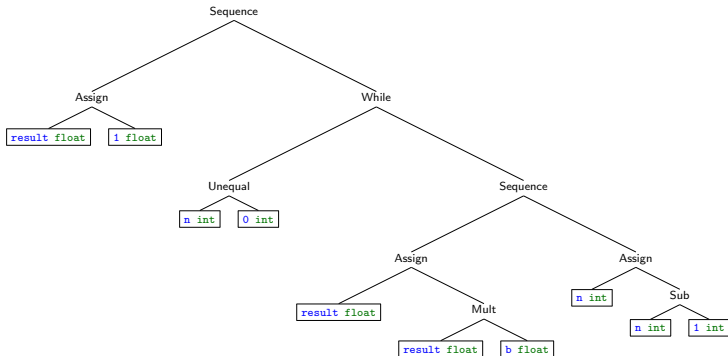 Sequence
Assign While
result float 1 float
Unequal Sequence
n int 0 int
Assign Assign
result float n int Sub
Mult
n int 1 int
result float b float